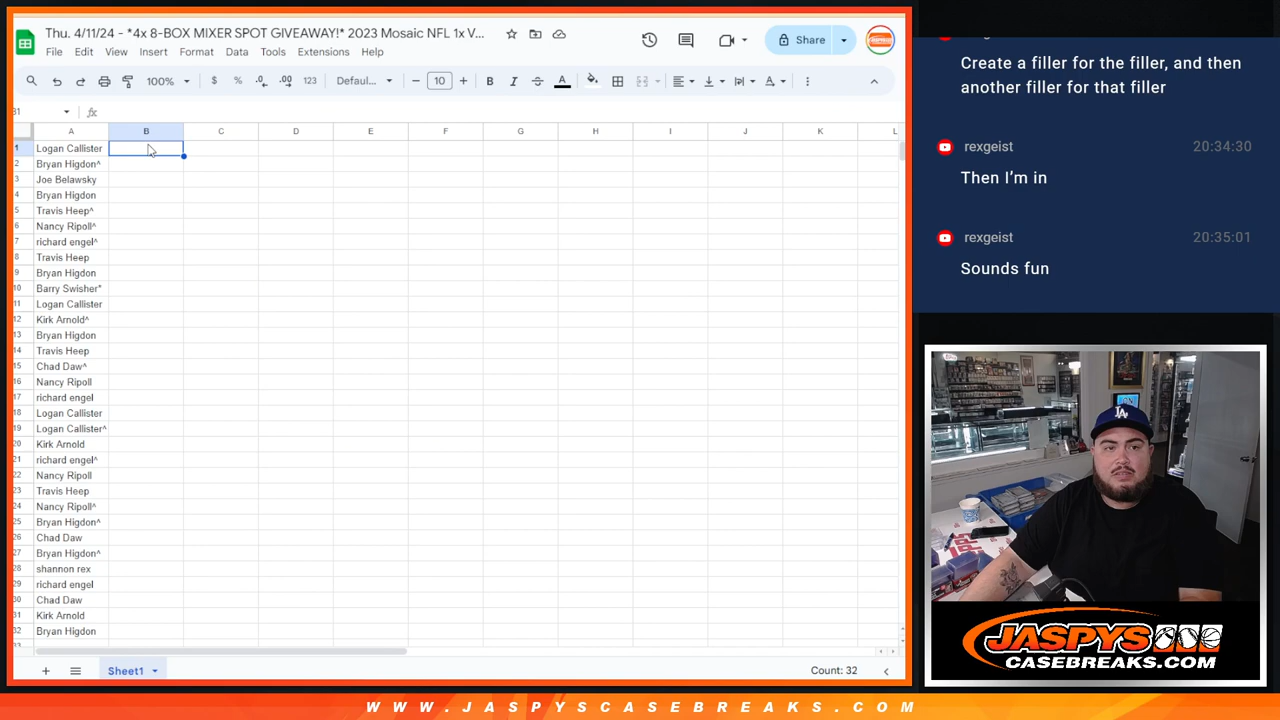 Thu. 4/11/24 - *4x 8-BOX MIXER SPOT GIVEAWAY!* 2023 Mosaic NFL 1x V...
File Edit View Insert Format Data Tools Extensions Help
Share
100% $ % .0 .00 123 Defaul... 10 B I A
B1 fx
A B C D E F G H I J K L
1 Logan Callister
2 Bryan Higdon^
3 Joe Belawsky
4 Bryan Higdon
5 Travis Heep^
6 Nancy Ripoll^
7 richard engel^
8 Travis Heep
9 Bryan Higdon
10 Barry Swisher*
11 Logan Callister
12 Kirk Arnold^
13 Bryan Higdon
14 Travis Heep
15 Chad Daw^
16 Nancy Ripoll
17 richard engel
18 Logan Callister
19 Logan Callister^
20 Kirk Arnold
21 richard engel^
22 Nancy Ripoll
23 Travis Heep
24 Nancy Ripoll^
25 Bryan Higdon^
26 Chad Daw
27 Bryan Higdon^
28 shannon rex
29 richard engel
30 Chad Daw
31 Kirk Arnold
32 Bryan Higdon
Sheet1
Count: 32
Create a filler for the filler, and then
another filler for that filler
rexgeist 20:34:30
Then I'm in
rexgeist 20:35:01
Sounds fun
JASPYS
CASEBREAKS.COM
WWW.JASPYSCASEBREAKS.COM